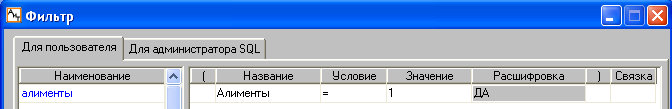 Фильтр
Для пользователя Для администратора SQL
Наименование ( Название Условие Значение Расшифровка ) Связка
алименты Алименты = 1 ДА